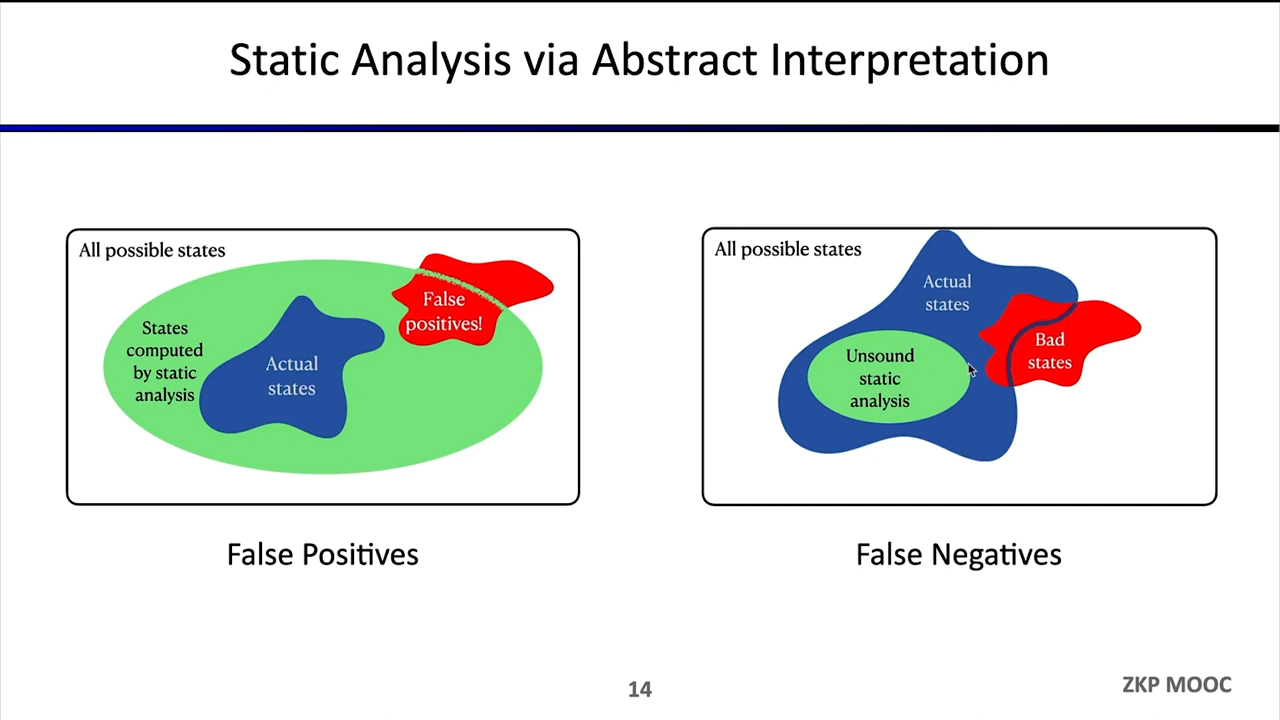 Static Analysis via Abstract Interpretation
All possible states
False
positives!
States
computed
by static
analysis
Actual
states
False Positives
All possible states
Actual
states
Bad
states
Unsound
static
analysis
False Negatives
14
ZKP MOOC